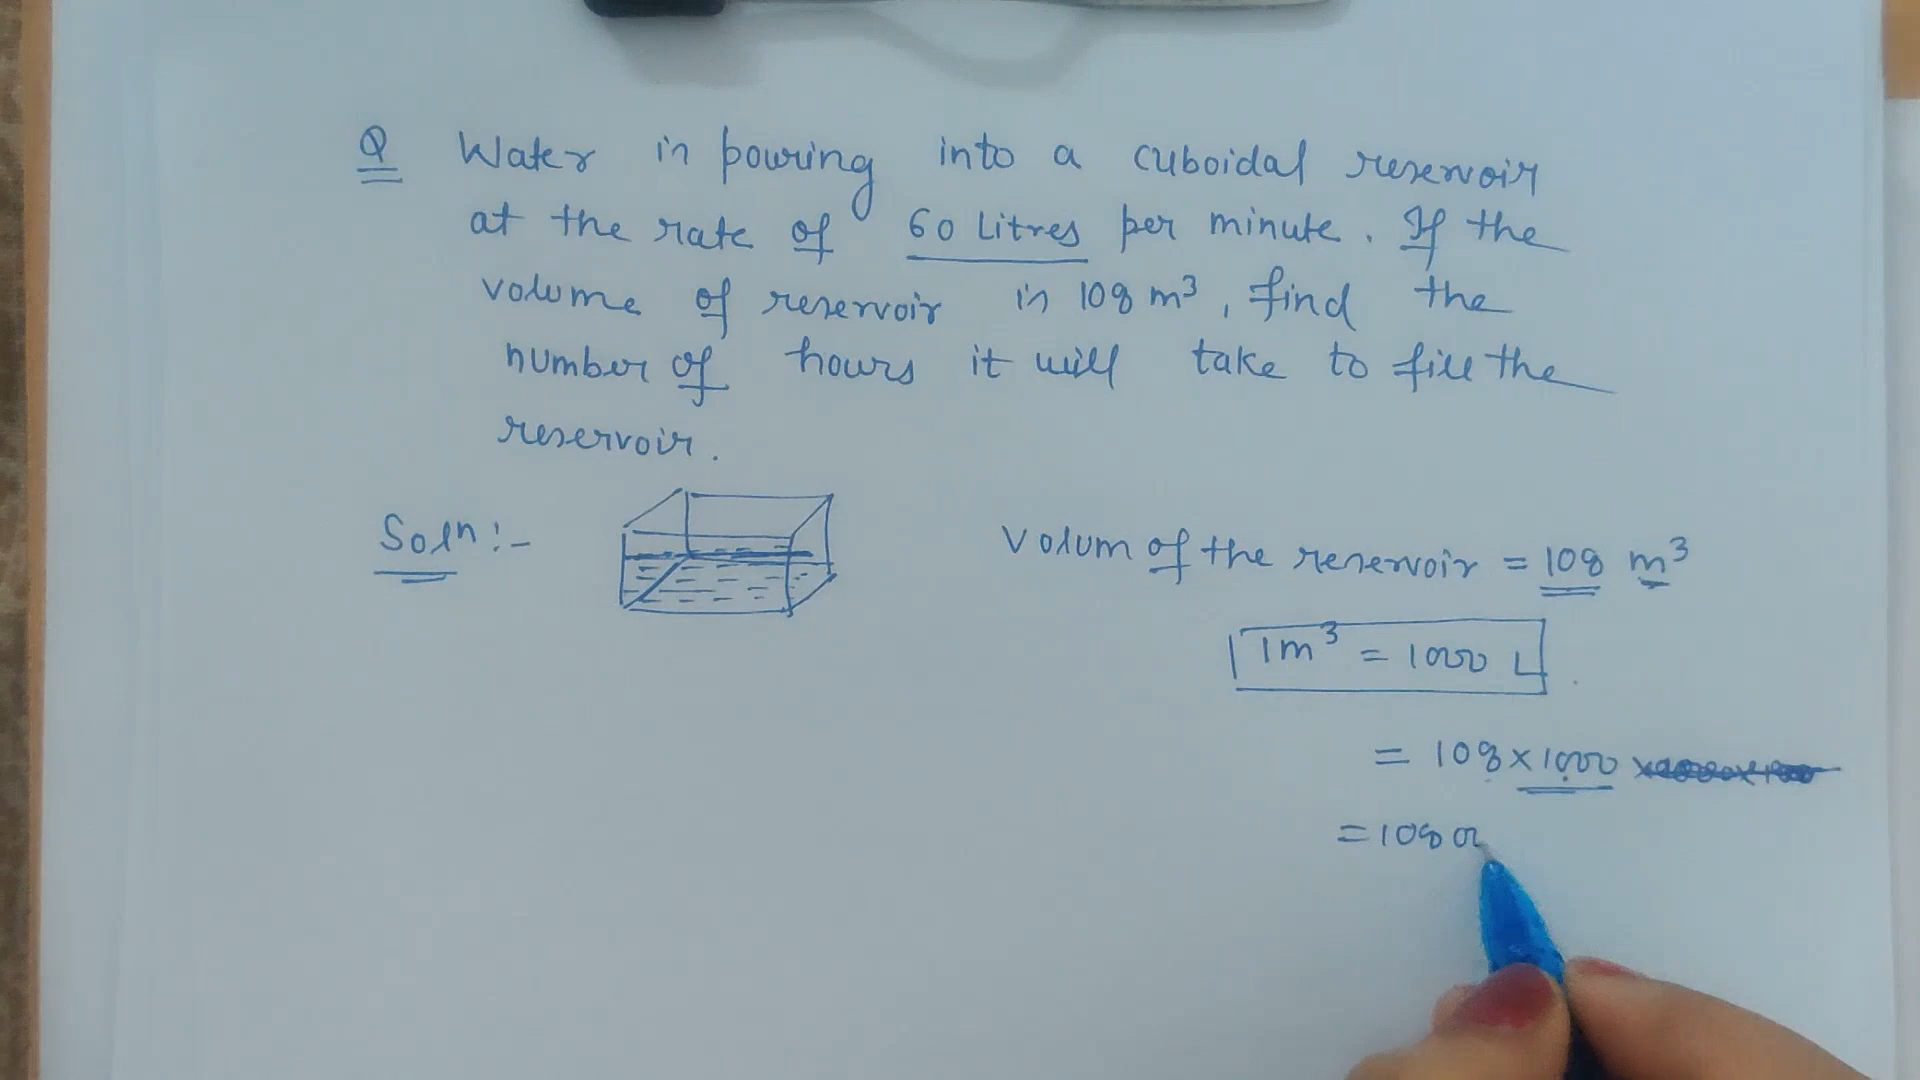 Q Water is pouring into a cuboidal reservoir
at the rate of 60 Litres per minute. If the
volume of reservoir is 108 m³, find the
number of hours it will take to fill the
reservoir.
Soln:-
Volum of the reservoir = 108 m³
1m³ = 1000 L
= 108×1000
= 10800